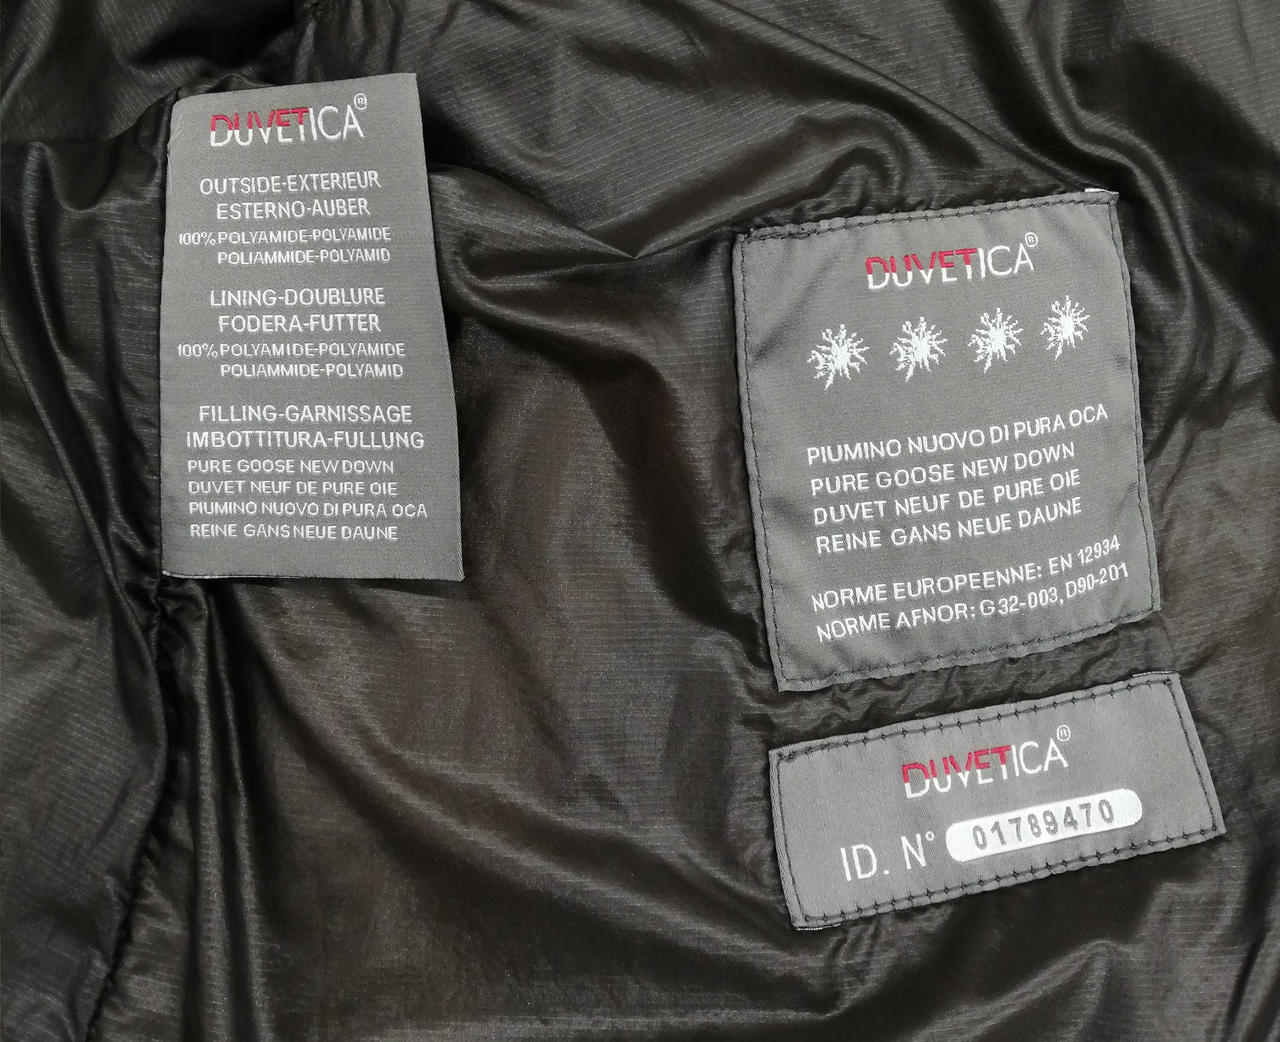 DUVETICA®
OUTSIDE-EXTERIEUR
ESTERNO-AUBER
100% POLYAMIDE-POLYAMIDE
POLIAMMIDE-POLYAMID
LINING-DOUBLURE
FODERA-FUTTER
100% POLYAMIDE-POLYAMIDE
POLIAMMIDE-POLYAMID
FILLING-GARNISSAGE
IMBOTTITURA-FULLUNG
PURE GOOSE NEW DOWN
DUVET NEUF DE PURE OIE
PIUMINO NUOVO DI PURA OCA
REINE GANS NEUE DAUNE
DUVETICA®
PIUMINO NUOVO DI PURA OCA
PURE GOOSE NEW DOWN
DUVET NEUF DE PURE OIE
REINE GANS NEUE DAUNE
NORME EUROPEENNE: EN 12934
NORME AFNOR: G 32-003, D90-201
DUVETICA®
ID. N° 01789470